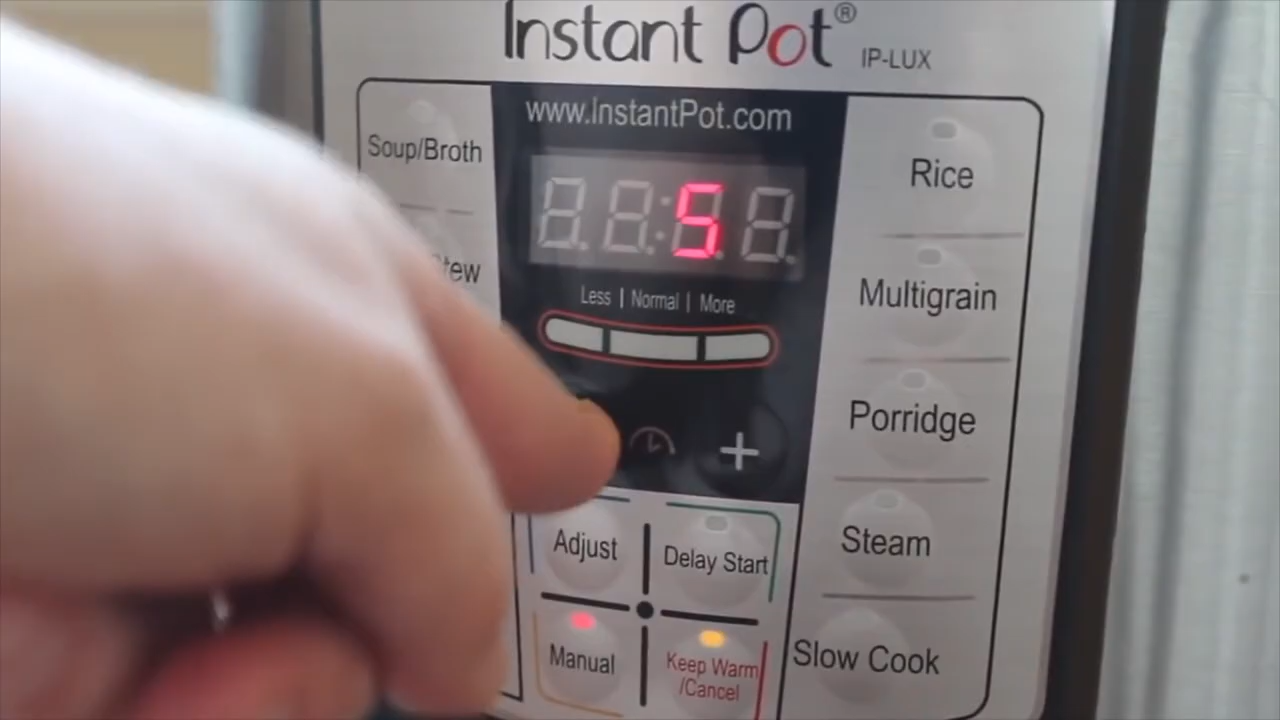 Instant Pot®
IP-LUX
www.InstantPot.com
Soup/Broth
5
Less | Normal | More
+
Adjust
Delay Start
Manual
Keep Warm
/Cancel
Rice
Multigrain
Porridge
Steam
Slow Cook